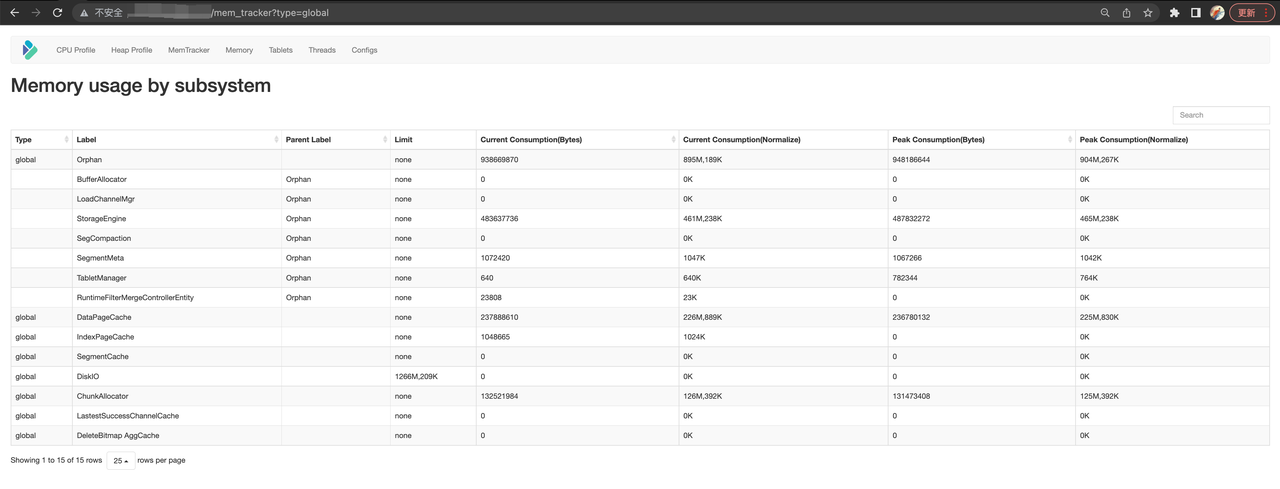 不安全 /mem_tracker?type=global 更新
CPU Profile Heap Profile MemTracker Memory Tablets Threads Configs
Memory usage by subsystem
Search
Type Label Parent Label Limit Current Consumption(Bytes) Current Consumption(Normalize) Peak Consumption(Bytes) Peak Consumption(Normalize)
global Orphan none 938669870 895M,189K 948186644 904M,267K
BufferAllocator Orphan none 0 0K 0 0K
LoadChannelMgr Orphan none 0 0K 0 0K
StorageEngine Orphan none 483637736 461M,238K 487832272 465M,238K
SegCompaction Orphan none 0 0K 0 0K
SegmentMeta Orphan none 1072420 1047K 1067266 1042K
TabletManager Orphan none 640 640K 782344 764K
RuntimeFilterMergeControllerEntity Orphan none 23808 23K 0 0K
global DataPageCache none 237888610 226M,889K 236780132 225M,830K
global IndexPageCache none 1048665 1024K 0 0K
global SegmentCache none 0 0K 0 0K
global DiskIO 1266M,209K 0 0K 0 0K
global ChunkAllocator none 132521984 126M,392K 131473408 125M,392K
global LastestSuccessChannelCache none 0 0K 0 0K
global DeleteBitmap AggCache none 0 0K 0 0K
Showing 1 to 15 of 15 rows 25 rows per page